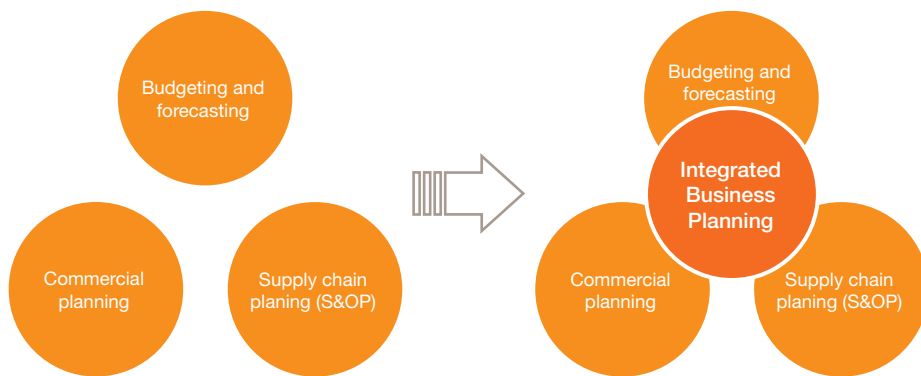 Budgeting and
forecasting
Commercial
planning
Supply chain
planing (S&OP)
Budgeting and
forecasting
Integrated
Business
Planning
Commercial
planning
Supply chain
planing (S&OP)